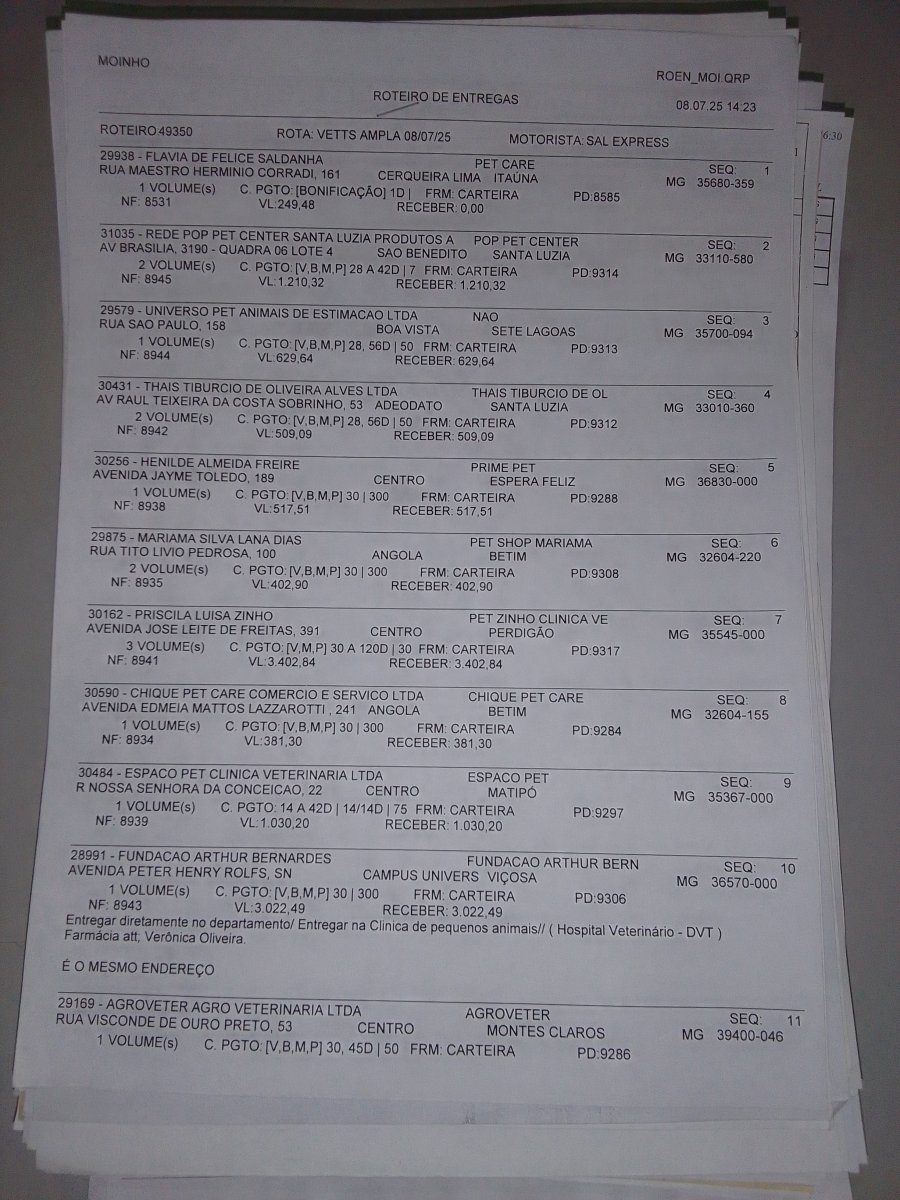 MOINHO
ROEN_MOI.QRP
ROTEIRO DE ENTREGAS
08.07.25 14:23
ROTEIRO:49350 ROTA: VETTS AMPLA 08/07/25 MOTORISTA: SAL EXPRESS
29938 - FLAVIA DE FELICE SALDANHA PET CARE SEQ: 1
RUA MAESTRO HERMINIO CORRADI, 161 CERQUEIRA LIMA ITAÚNA MG 35680-359
1 VOLUME(s) C. PGTO: [BONIFICAÇÃO] 1D | FRM: CARTEIRA PD:8585
NF: 8531 VL:249,48 RECEBER: 0,00
31035 - REDE POP PET CENTER SANTA LUZIA PRODUTOS A POP PET CENTER SEQ: 2
AV BRASILIA, 3190 - QUADRA 06 LOTE 4 SAO BENEDITO SANTA LUZIA MG 33110-580
2 VOLUME(s) C. PGTO: [V,B,M,P] 28 A 42D | 7 FRM: CARTEIRA PD:9314
NF: 8945 VL:1.210,32 RECEBER: 1.210,32
29579 - UNIVERSO PET ANIMAIS DE ESTIMACAO LTDA NAO SEQ: 3
RUA SAO PAULO, 158 BOA VISTA SETE LAGOAS MG 35700-094
1 VOLUME(s) C. PGTO: [V,B,M,P] 28, 56D | 50 FRM: CARTEIRA PD:9313
NF: 8944 VL:629,64 RECEBER: 629,64
30431 - THAIS TIBURCIO DE OLIVEIRA ALVES LTDA THAIS TIBURCIO DE OL SEQ: 4
AV RAUL TEIXEIRA DA COSTA SOBRINHO, 53 ADEODATO SANTA LUZIA MG 33010-360
2 VOLUME(s) C. PGTO: [V,B,M,P] 28, 56D | 50 FRM: CARTEIRA PD:9312
NF: 8942 VL:509,09 RECEBER: 509,09
30256 - HENILDE ALMEIDA FREIRE PRIME PET SEQ: 5
AVENIDA JAYME TOLEDO, 189 CENTRO ESPERA FELIZ MG 36830-000
1 VOLUME(s) C. PGTO: [V,B,M,P] 30 | 300 FRM: CARTEIRA PD:9288
NF: 8938 VL:517,51 RECEBER: 517,51
29875 - MARIAMA SILVA LANA DIAS PET SHOP MARIAMA SEQ: 6
RUA TITO LIVIO PEDROSA, 100 ANGOLA BETIM MG 32604-220
2 VOLUME(s) C. PGTO: [V,B,M,P] 30 | 300 FRM: CARTEIRA PD:9308
NF: 8935 VL:402,90 RECEBER: 402,90
30162 - PRISCILA LUISA ZINHO PET ZINHO CLINICA VE SEQ: 7
AVENIDA JOSE LEITE DE FREITAS, 391 CENTRO PERDIGÃO MG 35545-000
3 VOLUME(s) C. PGTO: [V,M,P] 30 A 120D | 30 FRM: CARTEIRA PD:9317
NF: 8941 VL:3.402,84 RECEBER: 3.402,84
30590 - CHIQUE PET CARE COMERCIO E SERVICO LTDA CHIQUE PET CARE SEQ: 8
AVENIDA EDMEIA MATTOS LAZZAROTTI , 241 ANGOLA BETIM MG 32604-155
1 VOLUME(s) C. PGTO: [V,B,M,P] 30 | 300 FRM: CARTEIRA PD:9284
NF: 8934 VL:381,30 RECEBER: 381,30
30484 - ESPACO PET CLINICA VETERINARIA LTDA ESPACO PET SEQ: 9
R NOSSA SENHORA DA CONCEICAO, 22 CENTRO MATIPÓ MG 35367-000
1 VOLUME(s) C. PGTO: 14 A 42D | 14/14D | 75 FRM: CARTEIRA PD:9297
NF: 8939 VL:1.030,20 RECEBER: 1.030,20
28991 - FUNDACAO ARTHUR BERNARDES FUNDACAO ARTHUR BERN SEQ: 10
AVENIDA PETER HENRY ROLFS, SN CAMPUS UNIVERS VIÇOSA MG 36570-000
1 VOLUME(s) C. PGTO: [V,B,M,P] 30 | 300 FRM: CARTEIRA PD:9306
NF: 8943 VL:3.022,49 RECEBER: 3.022,49
Entregar diretamente no departamento/ Entregar na Clinica de pequenos animais// ( Hospital Veterinário - DVT )
Farmácia att, Verônica Oliveira.
É O MESMO ENDEREÇO
29169 - AGROVETER AGRO VETERINARIA LTDA AGROVETER SEQ: 11
RUA VISCONDE DE OURO PRETO, 53 CENTRO MONTES CLAROS MG 39400-046
1 VOLUME(s) C. PGTO: [V,B,M,P] 30, 45D | 50 FRM: CARTEIRA PD:9286